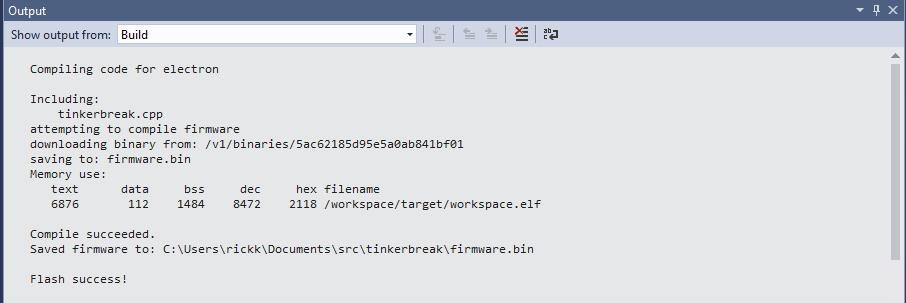 Output
Show output from: Build
Compiling code for electron
Including:
tinkerbreak.cpp
attempting to compile firmware
downloading binary from: /v1/binaries/5ac62185d95e5a0ab841bf01
saving to: firmware.bin
Memory use:
text data bss dec hex filename
6876 112 1484 8472 2118 /workspace/target/workspace.elf
Compile succeeded.
Saved firmware to: C:\Users\rickk\Documents\src\tinkerbreak\firmware.bin
Flash success!